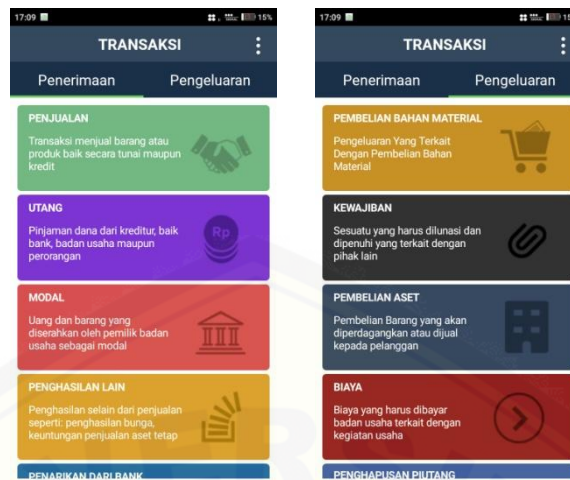 17:09
15%
TRANSAKSI
Penerimaan Pengeluaran
PENJUALAN
Transaksi menjual barang atau
produk baik secara tunai maupun
kredit
UTANG
Pinjaman dana dari kreditur, baik
bank, badan usaha maupun
perorangan
Rp
MODAL
Uang dan barang yang
diserahkan oleh pemilik badan
usaha sebagai modal
PENGHASILAN LAIN
Penghasilan selain dari penjualan
seperti: penghasilan bunga,
keuntungan penjualan aset tetap
PENARIKAN DARI BANK
17:09
TRANSAKSI
Penerimaan Pengeluaran
PEMBELIAN BAHAN MATERIAL
Pengeluaran Yang Terkait
Dengan Pembelian Bahan
Material
KEWAJIBAN
Sesuatu yang harus dilunasi dan
dipenuhi yang terkait dengan
pihak lain
PEMBELIAN ASET
Pembelian Barang yang akan
diperdagangkan atau dijual
kepada pelanggan
BIAYA
Biaya yang harus dibayar
badan usaha terkait dengan
kegiatan usaha
PENGHAPUSAN PIUTANG